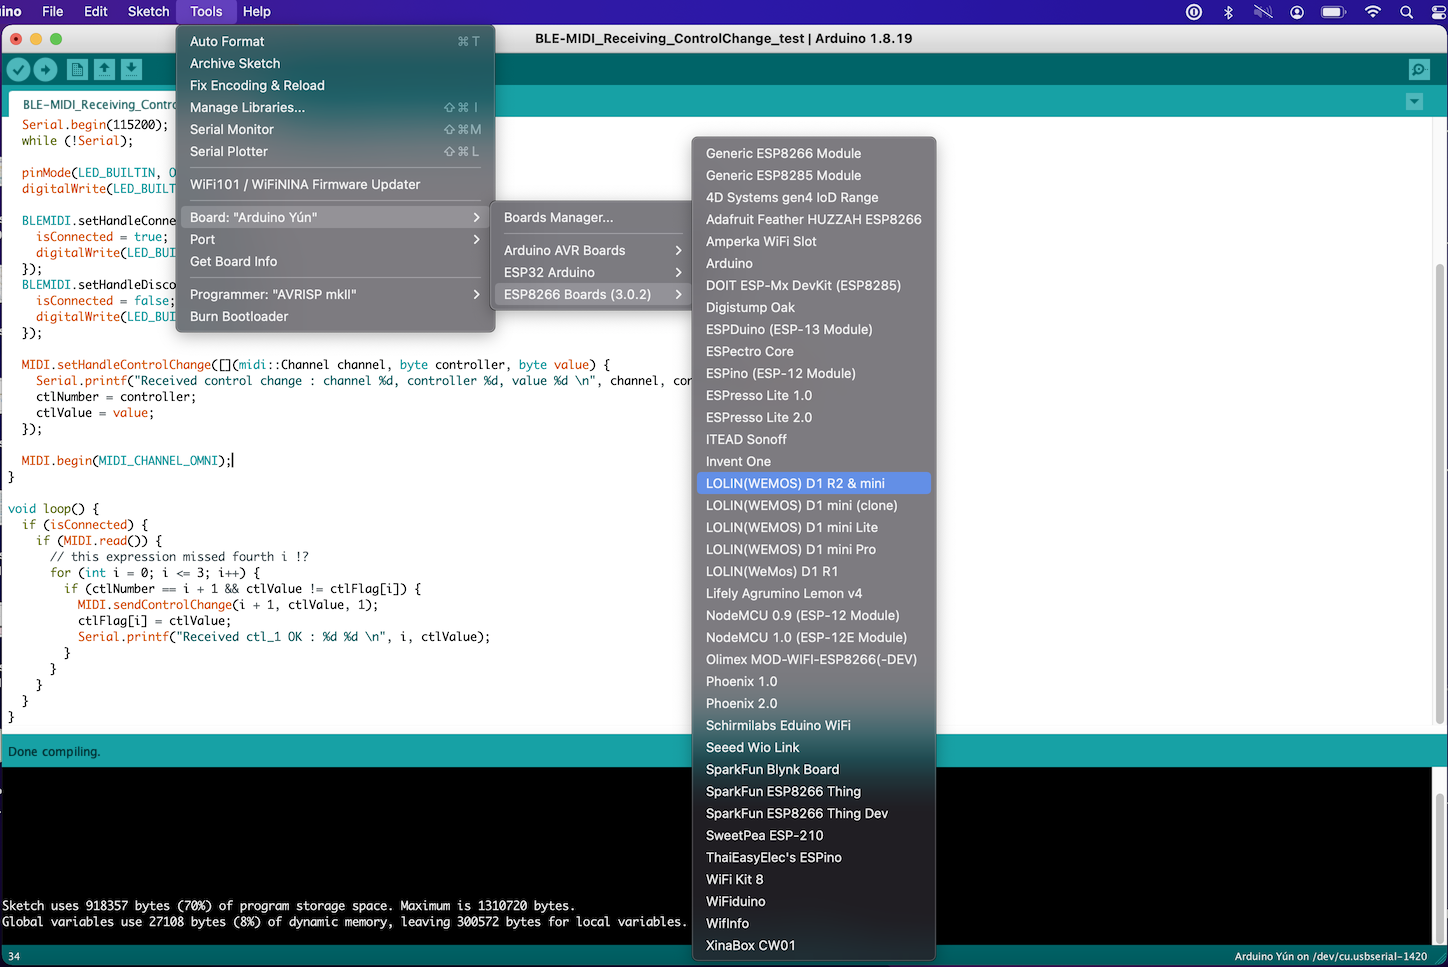 ino File Edit Sketch Tools Help
BLE-MIDI_Receiving_ControlChange_test | Arduino 1.8.19
BLE-MIDI_Receiving_Contro
Serial.begin(115200);
while (!Serial);
pinMode(LED_BUILTIN, O
digitalWrite(LED_BUILT
BLEMIDI.setHandleConne
isConnected = true;
digitalWrite(LED_BUI
});
BLEMIDI.setHandleDisco
isConnected = false;
digitalWrite(LED_BUI
});
MIDI.setHandleControlChange([](midi::Channel channel, byte controller, byte value) {
Serial.printf("Received control change : channel %d, controller %d, value %d \n", channel, con
ctlNumber = controller;
ctlValue = value;
});
MIDI.begin(MIDI_CHANNEL_OMNI);
}
void loop() {
if (isConnected) {
if (MIDI.read()) {
// this expression missed fourth i !?
for (int i = 0; i <= 3; i++) {
if (ctlNumber == i + 1 && ctlValue != ctlFlag[i]) {
MIDI.sendControlChange(i + 1, ctlValue, 1);
ctlFlag[i] = ctlValue;
Serial.printf("Received ctl_1 OK : %d %d \n", i, ctlValue);
}
}
}
}
}
Auto Format ⌘ T
Archive Sketch
Fix Encoding & Reload
Manage Libraries... ⇧ ⌘ I
Serial Monitor ⇧ ⌘ M
Serial Plotter ⇧ ⌘ L
WiFi101 / WiFiNINA Firmware Updater
Board: "Arduino Yún"
Port
Get Board Info
Programmer: "AVRISP mkII"
Burn Bootloader
Boards Manager...
Arduino AVR Boards
ESP32 Arduino
ESP8266 Boards (3.0.2)
Generic ESP8266 Module
Generic ESP8285 Module
4D Systems gen4 IoD Range
Adafruit Feather HUZZAH ESP8266
Amperka WiFi Slot
Arduino
DOIT ESP-Mx DevKit (ESP8285)
Digistump Oak
ESPDuino (ESP-13 Module)
ESPectro Core
ESPino (ESP-12 Module)
ESPresso Lite 1.0
ESPresso Lite 2.0
ITEAD Sonoff
Invent One
LOLIN(WEMOS) D1 R2 & mini
LOLIN(WEMOS) D1 mini (clone)
LOLIN(WEMOS) D1 mini Lite
LOLIN(WEMOS) D1 mini Pro
LOLIN(WeMos) D1 R1
Lifely Agrumino Lemon v4
NodeMCU 0.9 (ESP-12 Module)
NodeMCU 1.0 (ESP-12E Module)
Olimex MOD-WIFI-ESP8266(-DEV)
Phoenix 1.0
Phoenix 2.0
Schirmilabs Eduino WiFi
Seeed Wio Link
SparkFun Blynk Board
SparkFun ESP8266 Thing
SparkFun ESP8266 Thing Dev
SweetPea ESP-210
ThaiEasyElec's ESPino
WiFi Kit 8
WiFiduino
WifInfo
XinaBox CW01
Done compiling.
Sketch uses 918357 bytes (70%) of program storage space. Maximum is 1310720 bytes.
Global variables use 27108 bytes (8%) of dynamic memory, leaving 300572 bytes for local variables.
34
Arduino Yún on /dev/cu.usbserial-1420